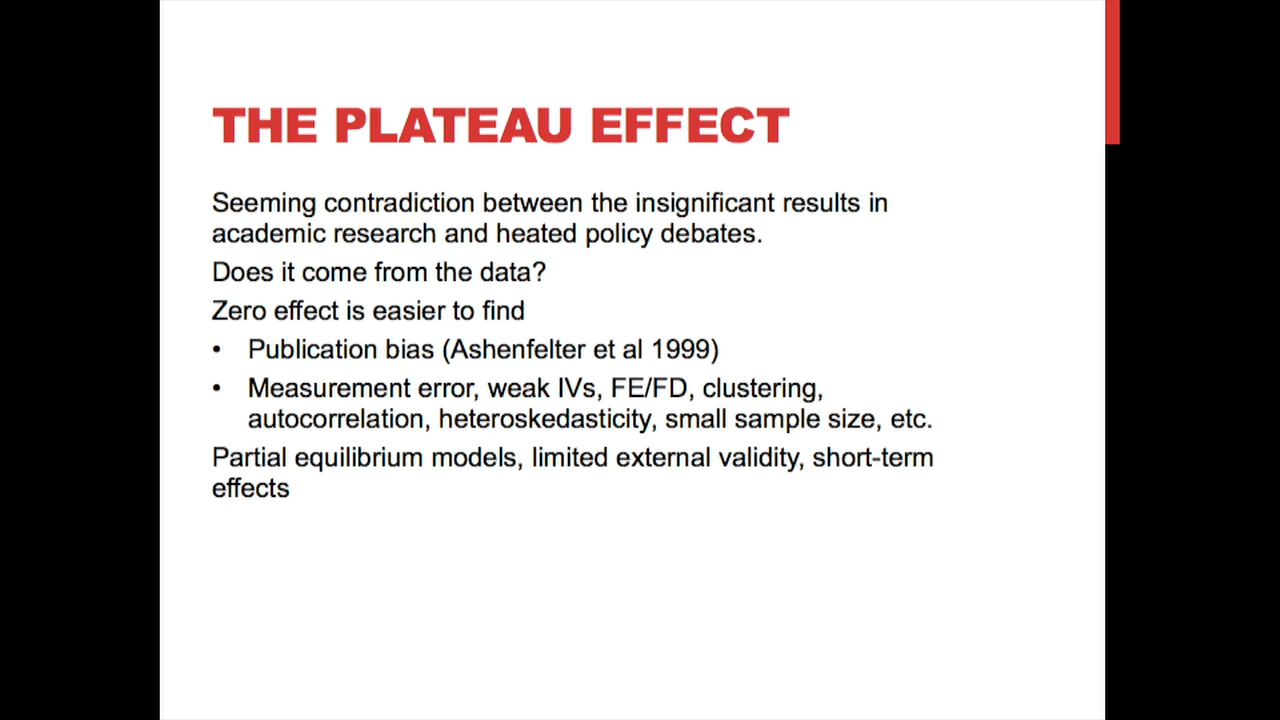 THE PLATEAU EFFECT
Seeming contradiction between the insignificant results in
academic research and heated policy debates.
Does it come from the data?
Zero effect is easier to find
• Publication bias (Ashenfelter et al 1999)
• Measurement error, weak IVs, FE/FD, clustering,
autocorrelation, heteroskedasticity, small sample size, etc.
Partial equilibrium models, limited external validity, short-term
effects